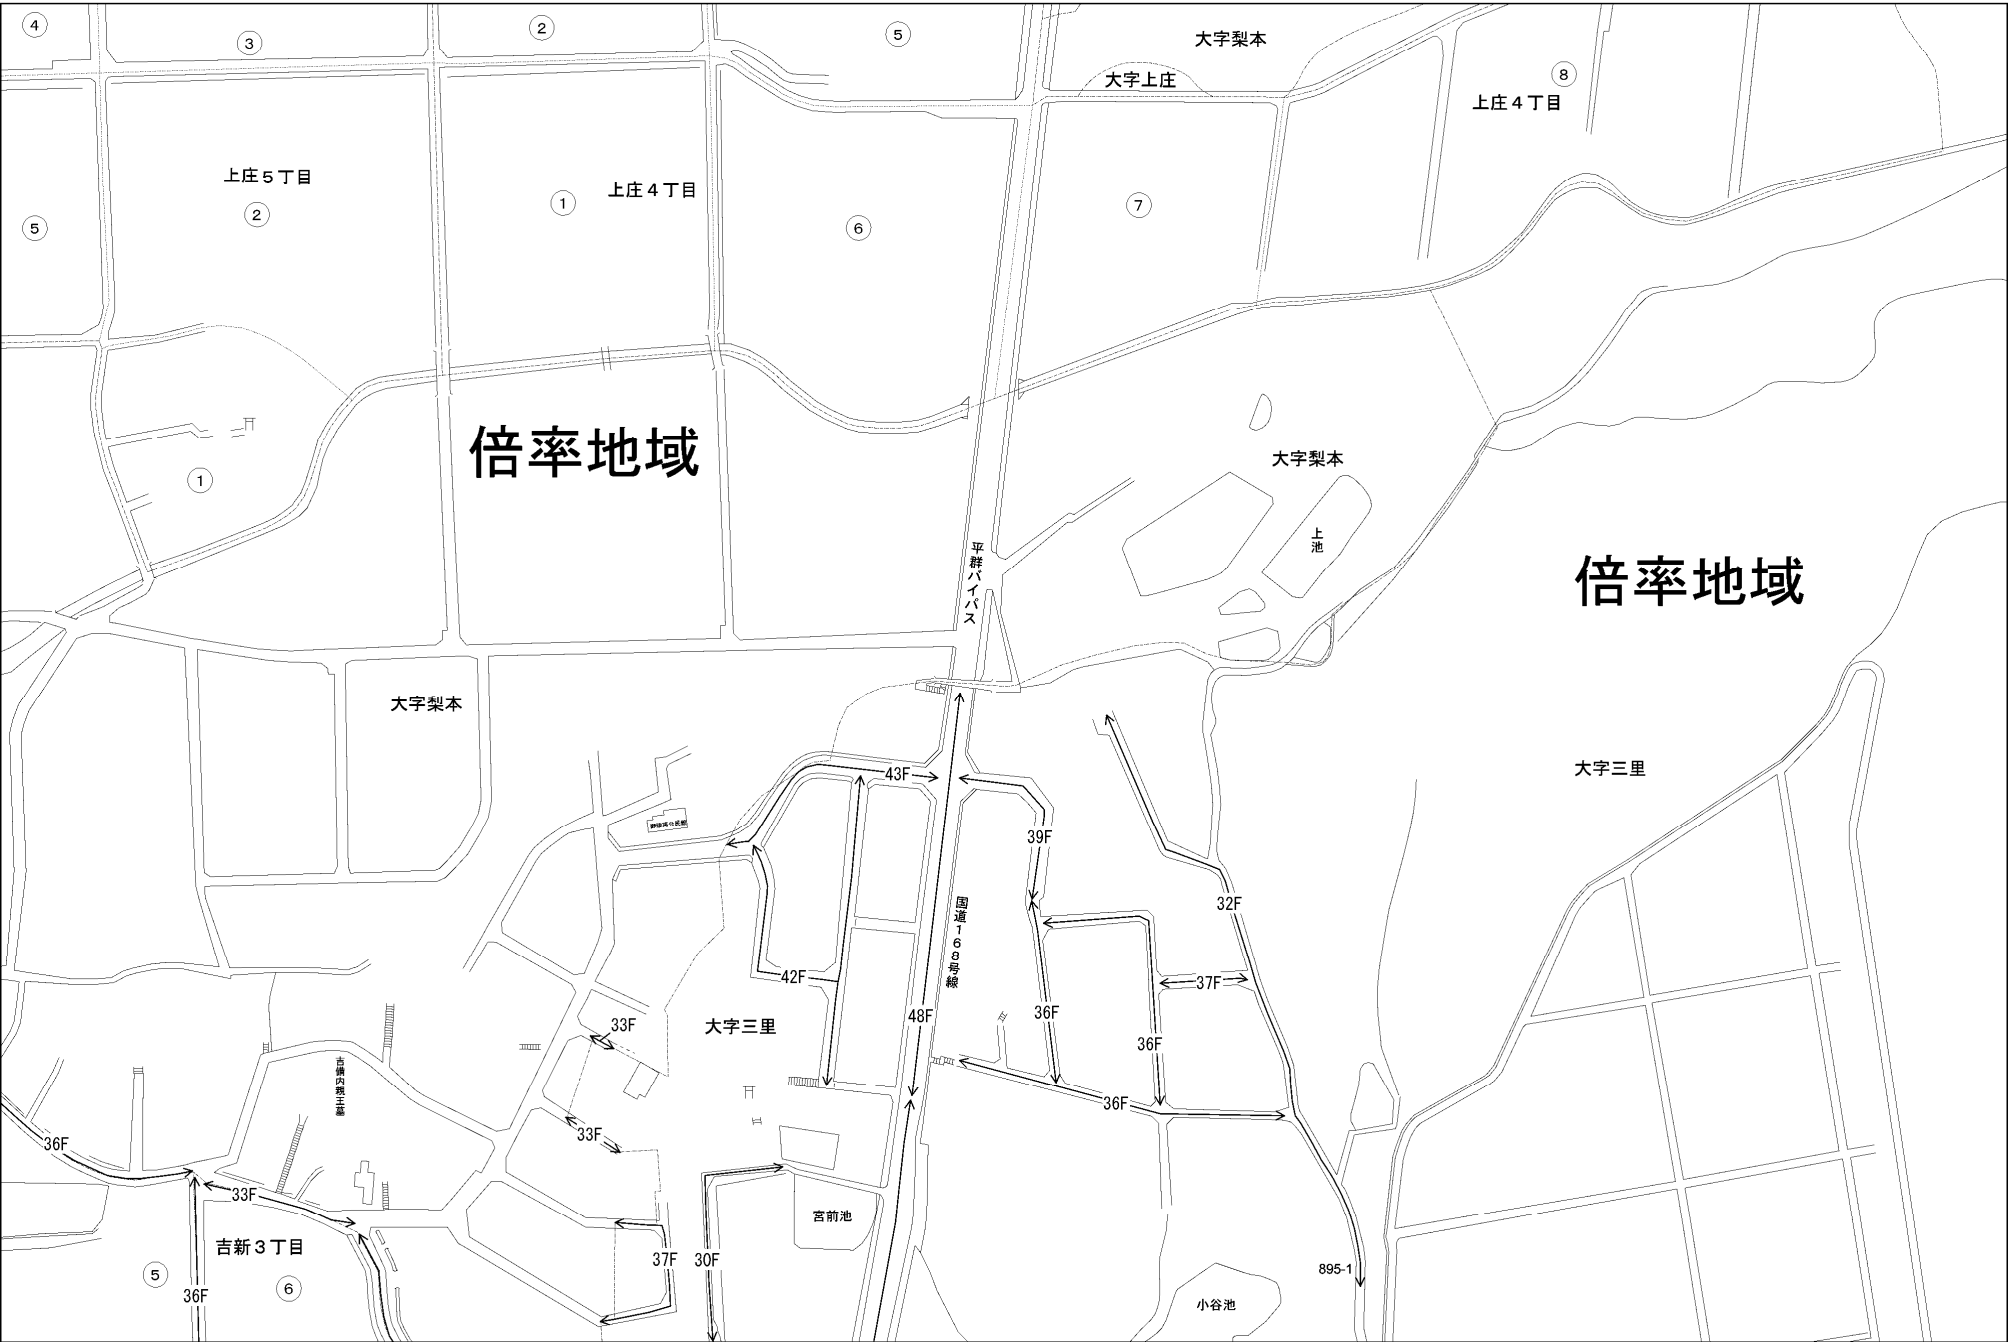 ④
③
②
⑤
大字梨本
大字上庄
⑧
上庄４丁目
上庄５丁目
②
①
上庄４丁目
⑤
⑥
⑦
倍率地域
①
大字梨本
上池
平群バイパス
倍率地域
大字梨本
大字三里
43F
39F
32F
国道１６８号線
42F
37F
48F
36F
33F
大字三里
36F
吉備内親王墓
36F
33F
36F
33F
宮前池
吉新３丁目
37F
30F
⑤
⑥
36F
895-1
小谷池